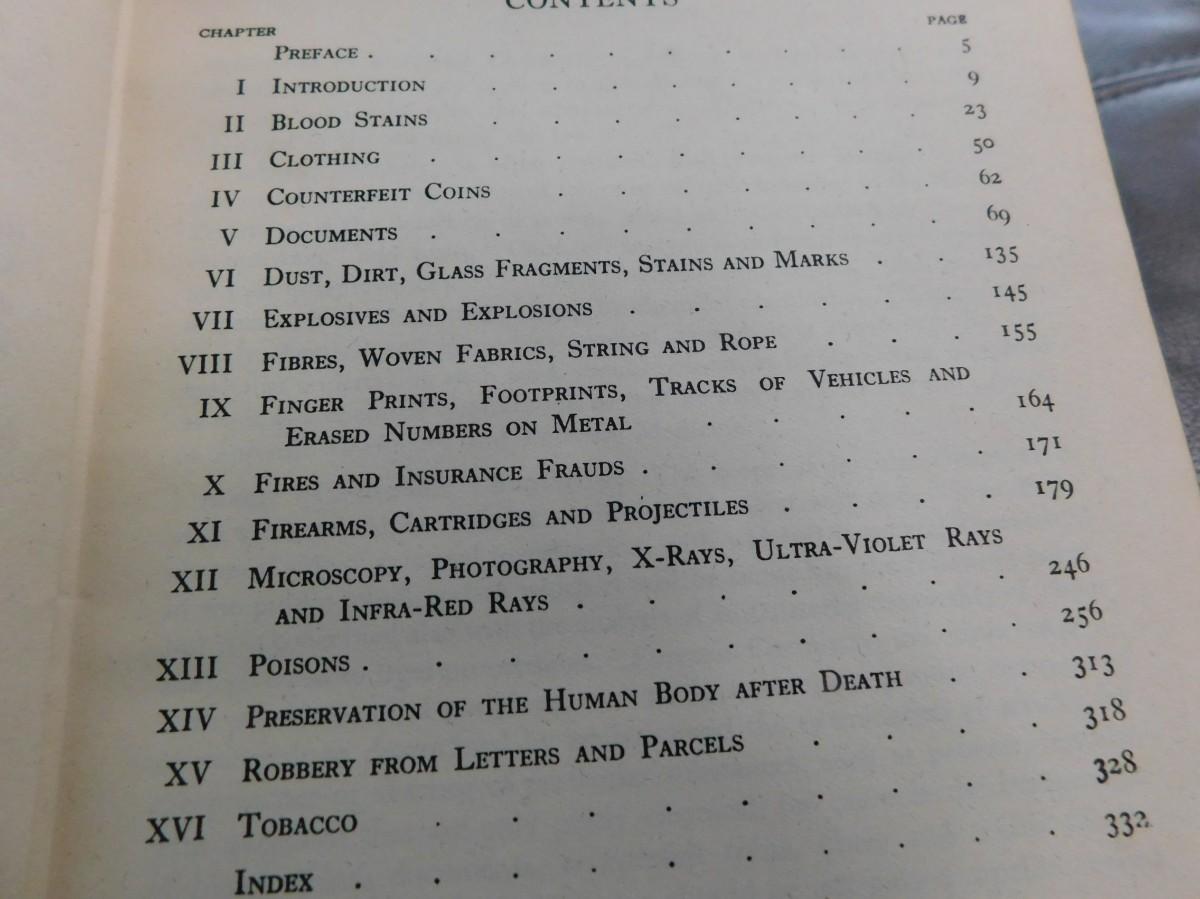 CONTENTS
CHAPTER PAGE
PREFACE . . . . . . . . . 5
I INTRODUCTION . . . . . . . 9
II BLOOD STAINS . . . . . . . 23
III CLOTHING . . . . . . . . 50
IV COUNTERFEIT COINS . . . . . . 62
V DOCUMENTS . . . . . . . . 69
VI DUST, DIRT, GLASS FRAGMENTS, STAINS AND MARKS . . 135
VII EXPLOSIVES AND EXPLOSIONS . . . . . 145
VIII FIBRES, WOVEN FABRICS, STRING AND ROPE . . . 155
IX FINGER PRINTS, FOOTPRINTS, TRACKS OF VEHICLES AND
ERASED NUMBERS ON METAL . . . . . 164
X FIRES AND INSURANCE FRAUDS . . . . . . 171
XI FIREARMS, CARTRIDGES AND PROJECTILES . . . . 179
XII MICROSCOPY, PHOTOGRAPHY, X-RAYS, ULTRA-VIOLET RAYS
AND INFRA-RED RAYS . . . . . . . 246
XIII POISONS . . . . . . . . . . 256
XIV PRESERVATION OF THE HUMAN BODY AFTER DEATH . . 313
XV ROBBERY FROM LETTERS AND PARCELS . . . . 318
XVI TOBACCO . . . . . . . . . 328
INDEX . . . . . . . . . . 332